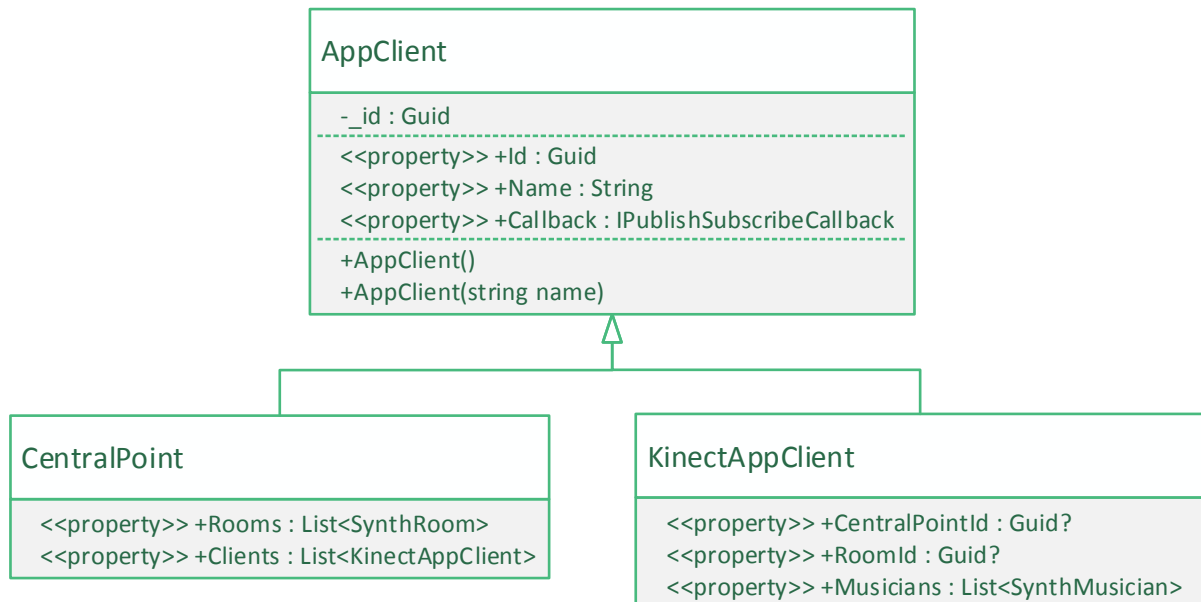 AppClient
-_id : Guid
<<property>> +Id : Guid
<<property>> +Name : String
<<property>> +Callback : IPublishSubscribeCallback
+AppClient()
+AppClient(string name)
CentralPoint
<<property>> +Rooms : List<SynthRoom>
<<property>> +Clients : List<KinectAppClient>
KinectAppClient
<<property>> +CentralPointId : Guid?
<<property>> +RoomId : Guid?
<<property>> +Musicians : List<SynthMusician>